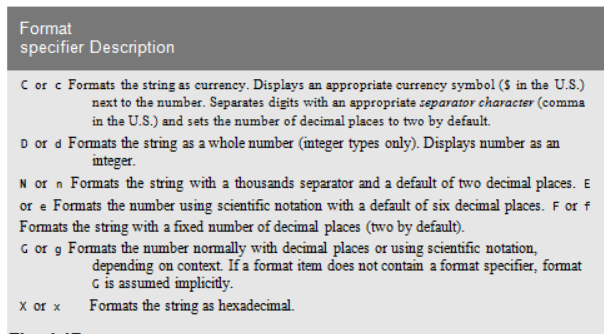 Format
specifier Description
C or c Formats the string as currency. Displays an appropriate currency symbol ($ in the U.S.)
next to the number. Separates digits with an appropriate separator character (comma
in the U.S.) and sets the number of decimal places to two by default.
D or d Formats the string as a whole number (integer types only). Displays number as an
integer.
N or n Formats the string with a thousands separator and a default of two decimal places. E
or e Formats the number using scientific notation with a default of six decimal places. F or f
Formats the string with a fixed number of decimal places (two by default).
G or g Formats the number normally with decimal places or using scientific notation,
depending on context. If a format item does not contain a format specifier, format
G is assumed implicitly.
X or x Formats the string as hexadecimal.